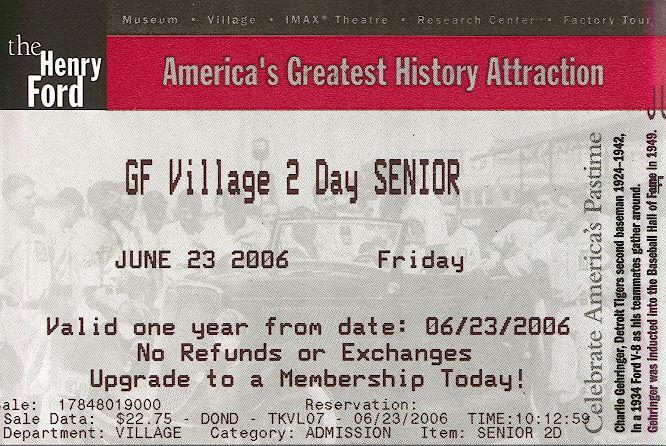 Museum • Village • IMAX® Theatre • Research Center • Factory Tour
the
Henry
Ford
America's Greatest History Attraction
GF Village 2 Day SENIOR
JUNE 23 2006 Friday
Valid one year from date: 06/23/2006
No Refunds or Exchanges
Upgrade to a Membership Today!
ale: 17848019000 Reservation:
Sale Data: $22.75 - DOND - TKVL07 - 06/23/2006 TIME:10:12:59
Department: VILLAGE Category: ADMISSION Item: SENIOR 2D
Celebrate America's Pastime
Charlie Gehringer, Detroit Tigers second baseman 1924–1942,
in a 1934 Ford V-8 as his teammates gather around.
Gehringer was inducted into the Baseball Hall of Fame in 1949.